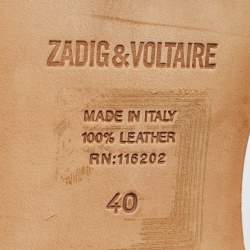 ZADIG&VOLTAIRE
MADE IN ITALY
100% LEATHER
RN:116202
40